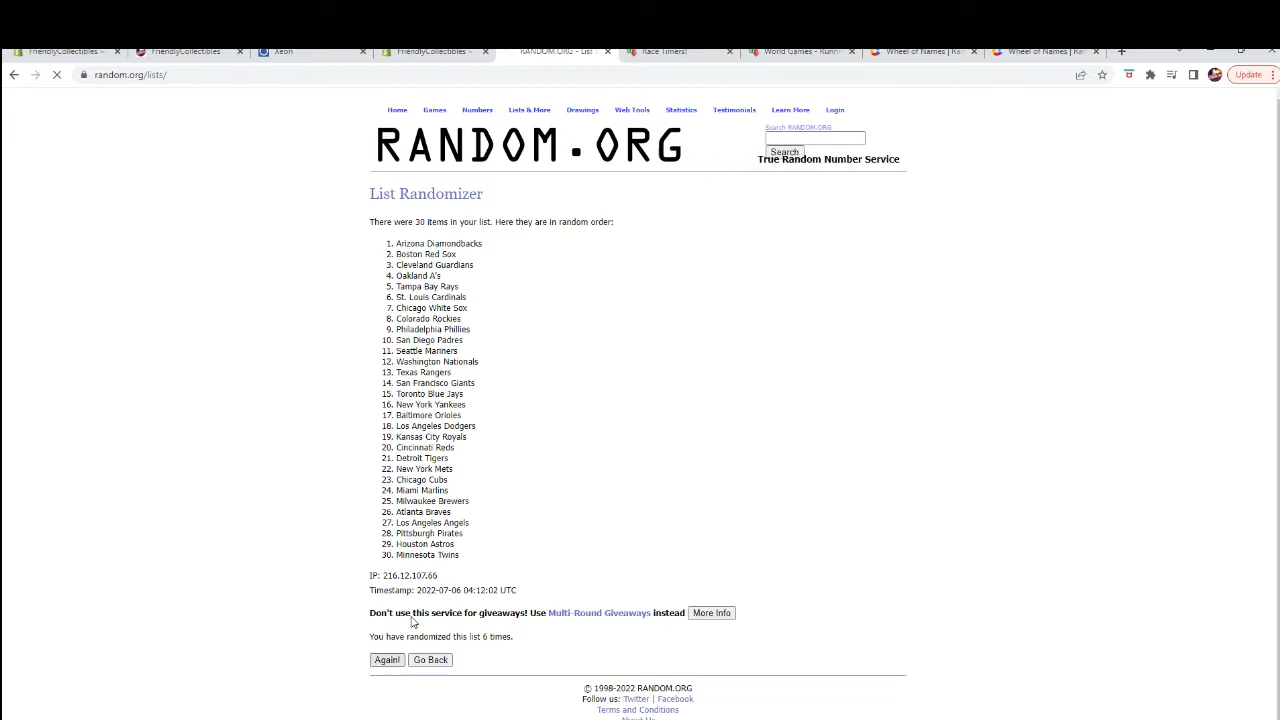 FriendlyCollectibles - FriendlyCollectibles Xeon FriendlyCollectibles - RANDOM.ORG - List Race Timers! World Games - Runn Wheel of Names | Ra Wheel of Names | Ra
random.org/lists/
Update
Home Games Numbers Lists & More Drawings Web Tools Statistics Testimonials Learn More Login
RANDOM.ORG
Search RANDOM.ORG
Search
True Random Number Service
List Randomizer
There were 30 items in your list. Here they are in random order:
1. Arizona Diamondbacks
2. Boston Red Sox
3. Cleveland Guardians
4. Oakland A's
5. Tampa Bay Rays
6. St. Louis Cardinals
7. Chicago White Sox
8. Colorado Rockies
9. Philadelphia Phillies
10. San Diego Padres
11. Seattle Mariners
12. Washington Nationals
13. Texas Rangers
14. San Francisco Giants
15. Toronto Blue Jays
16. New York Yankees
17. Baltimore Orioles
18. Los Angeles Dodgers
19. Kansas City Royals
20. Cincinnati Reds
21. Detroit Tigers
22. New York Mets
23. Chicago Cubs
24. Miami Marlins
25. Milwaukee Brewers
26. Atlanta Braves
27. Los Angeles Angels
28. Pittsburgh Pirates
29. Houston Astros
30. Minnesota Twins
IP: 216.12.107.66
Timestamp: 2022-07-06 04:12:02 UTC
Don't use this service for giveaways! Use Multi-Round Giveaways instead More Info
You have randomized this list 6 times.
Again! Go Back
© 1998-2022 RANDOM.ORG
Follow us: Twitter | Facebook
Terms and Conditions
About Us